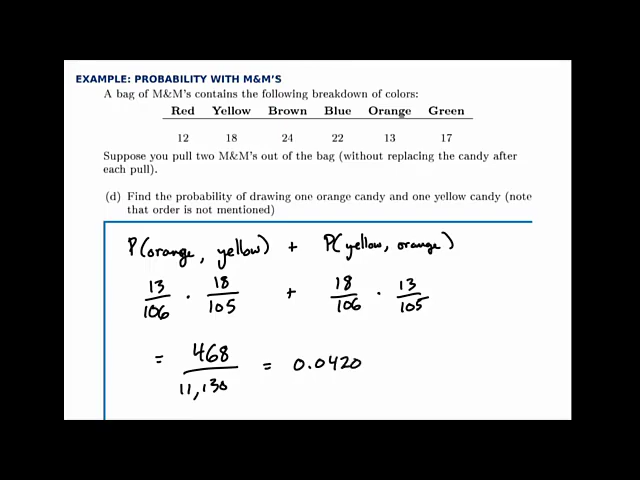 EXAMPLE: PROBABILITY WITH M&M'S
A bag of M&M's contains the following breakdown of colors:
Red Yellow Brown Blue Orange Green
12 18 24 22 13 17
Suppose you pull two M&M's out of the bag (without replacing the candy after
each pull).
(d) Find the probability of drawing one orange candy and one yellow candy (note
that order is not mentioned)
P(orange, yellow) + P(yellow, orange)
13/106 · 18/105 + 18/106 · 13/105
= 468/11,130 = 0.0420